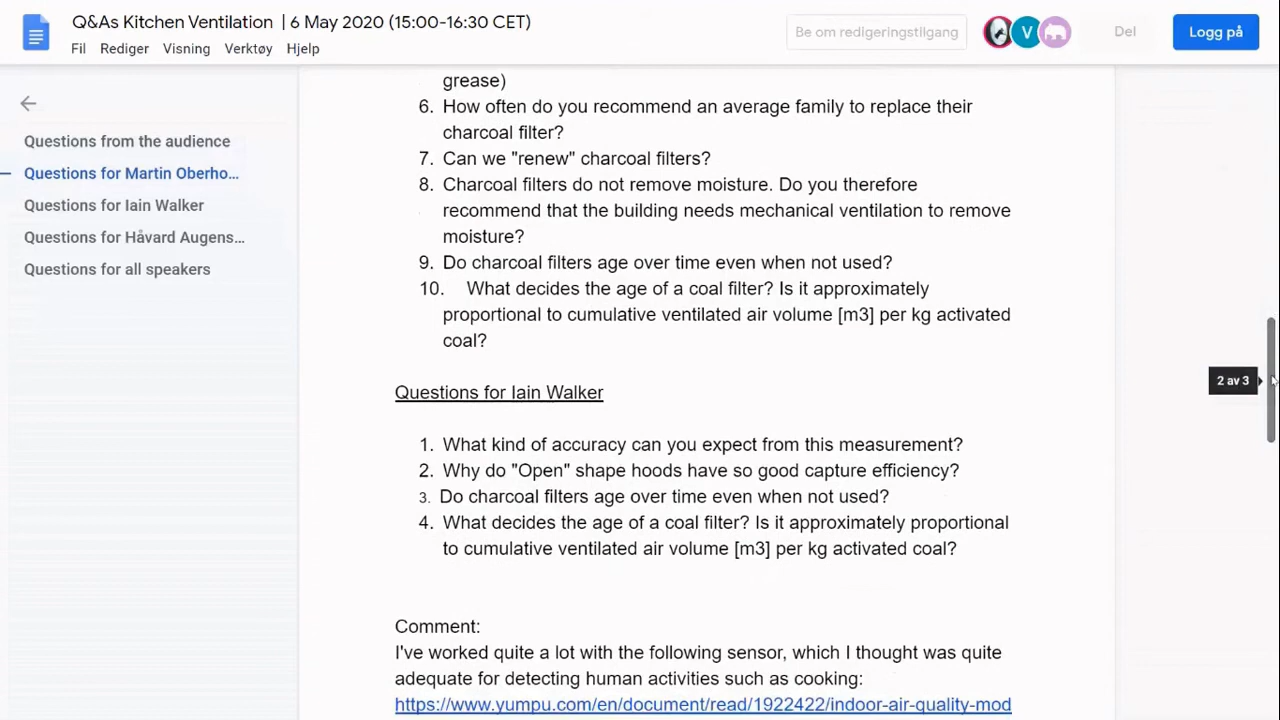 Q&As Kitchen Ventilation | 6 May 2020 (15:00-16:30 CET)
Fil Rediger Visning Verktøy Hjelp
Be om redigeringstilgang
V
Del
Logg på
Questions from the audience
Questions for Martin Oberho...
Questions for Iain Walker
Questions for Håvard Augens...
Questions for all speakers
grease)
6. How often do you recommend an average family to replace their
charcoal filter?
7. Can we "renew" charcoal filters?
8. Charcoal filters do not remove moisture. Do you therefore
recommend that the building needs mechanical ventilation to remove
moisture?
9. Do charcoal filters age over time even when not used?
10. What decides the age of a coal filter? Is it approximately
proportional to cumulative ventilated air volume [m3] per kg activated
coal?
Questions for Iain Walker
1. What kind of accuracy can you expect from this measurement?
2. Why do "Open" shape hoods have so good capture efficiency?
3. Do charcoal filters age over time even when not used?
4. What decides the age of a coal filter? Is it approximately proportional
to cumulative ventilated air volume [m3] per kg activated coal?
Comment:
I've worked quite a lot with the following sensor, which I thought was quite
adequate for detecting human activities such as cooking:
https://www.yumpu.com/en/document/read/1922422/indoor-air-quality-mod
2 av 3